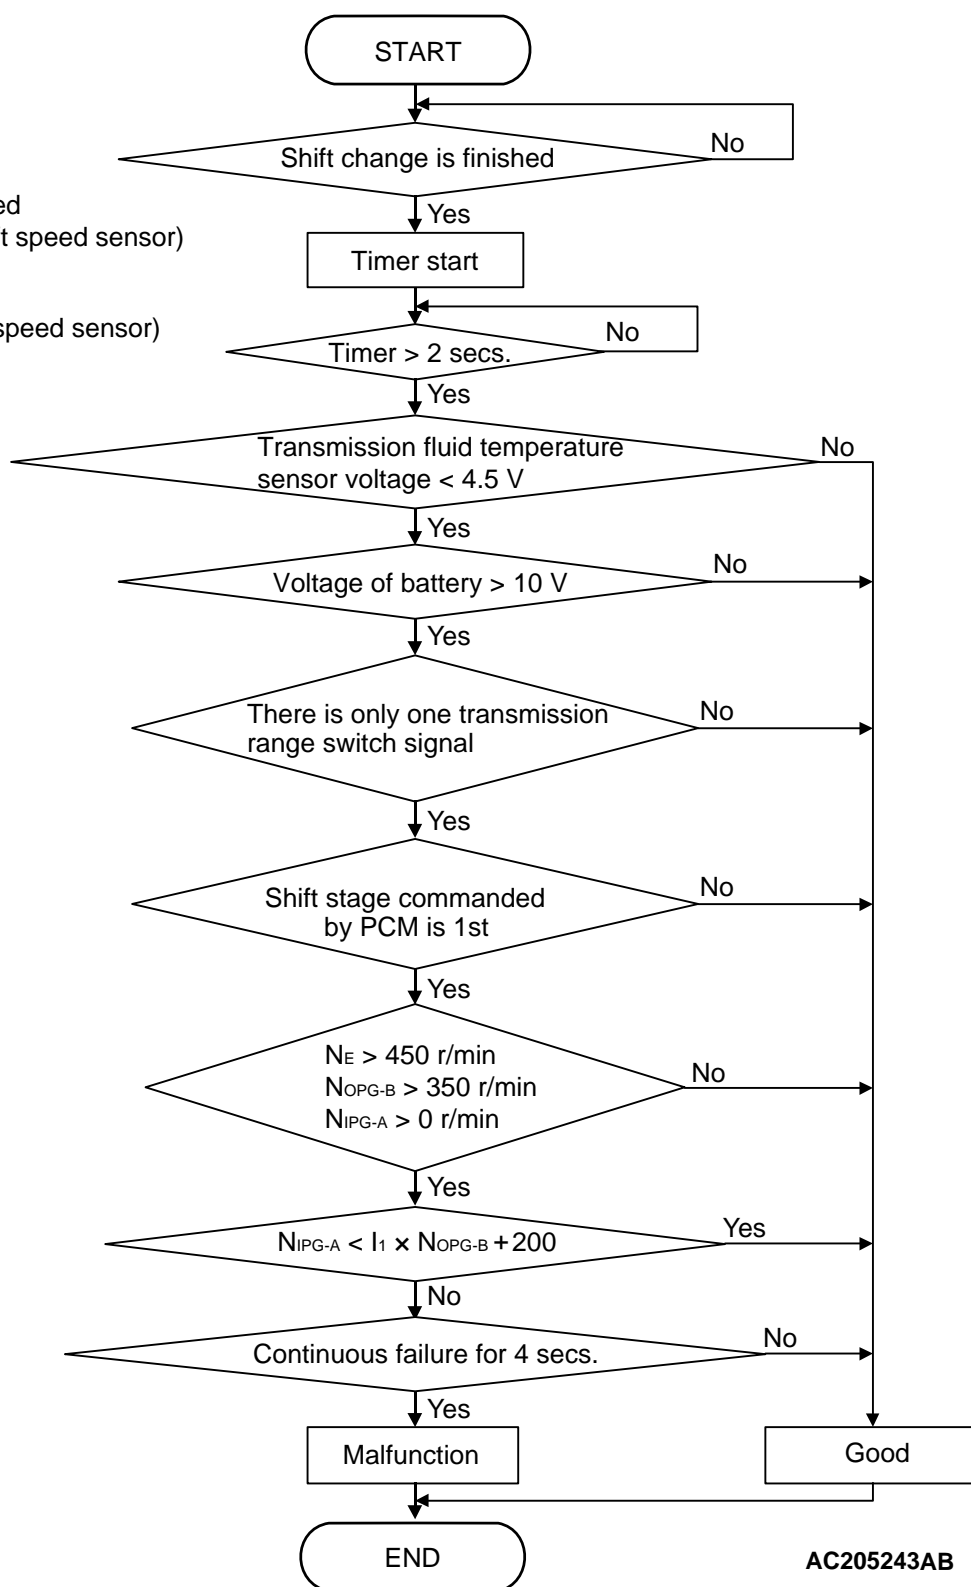 START
Shift change is finished
No
Yes
t speed sensor)
Timer start
speed sensor)
No
Timer > 2 secs.
Yes
Transmission fluid temperature
sensor voltage < 4.5 V
No
Yes
Voltage of battery > 10 V
No
Yes
There is only one transmission
range switch signal
No
Yes
Shift stage commanded
by PCM is 1st
No
Yes
NE > 450 r/min
NOPG-B > 350 r/min
NIPG-A > 0 r/min
No
Yes
NIPG-A < I1 × NOPG-B + 200
Yes
No
Continuous failure for 4 secs.
No
Yes
Malfunction
Good
END
AC205243AB